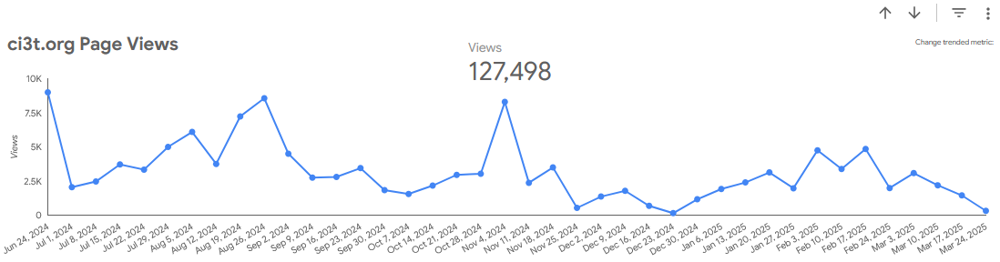 Change trended metric:
ci3t.org Page Views
Views
127,498
Views
10K
7.5K
5K
2.5K
0
Jun 24, 2024
Jul 1, 2024
Jul 8, 2024
Jul 15, 2024
Jul 22, 2024
Jul 29, 2024
Aug 5, 2024
Aug 12, 2024
Aug 19, 2024
Aug 26, 2024
Sep 2, 2024
Sep 9, 2024
Sep 16, 2024
Sep 23, 2024
Sep 30, 2024
Oct 7, 2024
Oct 14, 2024
Oct 21, 2024
Oct 28, 2024
Nov 4, 2024
Nov 11, 2024
Nov 18, 2024
Nov 25, 2024
Dec 2, 2024
Dec 9, 2024
Dec 16, 2024
Dec 23, 2024
Dec 30, 2024
Jan 6, 2025
Jan 13, 2025
Jan 20, 2025
Jan 27, 2025
Feb 3, 2025
Feb 10, 2025
Feb 17, 2025
Feb 24, 2025
Mar 3, 2025
Mar 10, 2025
Mar 17, 2025
Mar 24, 2025